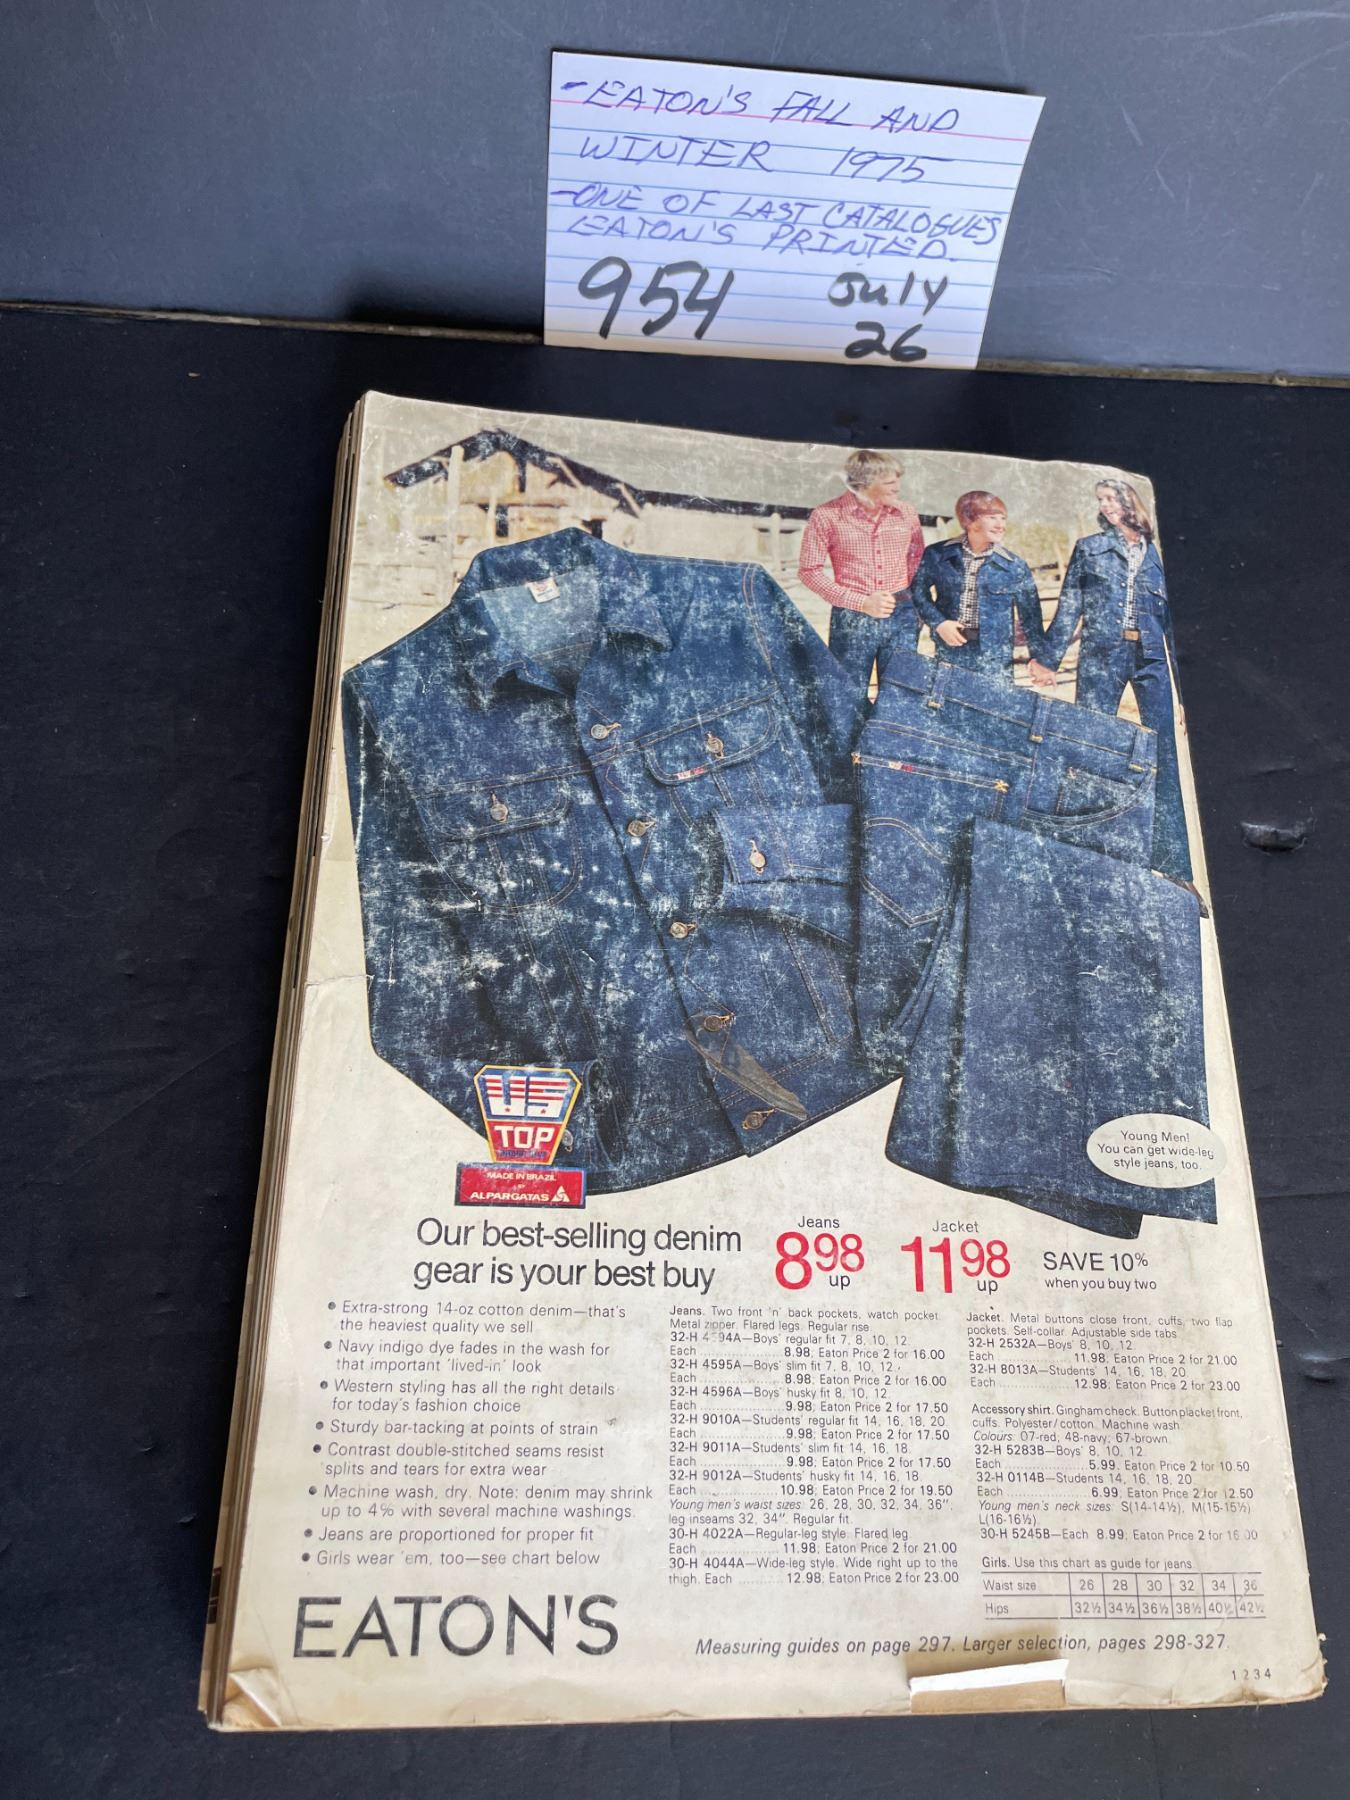 -EATON'S FALL AND
WINTER 1975
-ONE OF LAST CATALOGUES
EATON'S PRINTED.
954 July
26
US
TOP
MADE IN BRAZIL
BY
ALPARGATAS
Young Men!
You can get wide-leg
style jeans, too.
Our best-selling denim
gear is your best buy
Jeans
8 98
up
Jacket
11 98
up
SAVE 10%
when you buy two
• Extra-strong 14-oz cotton denim—that's
the heaviest quality we sell
• Navy indigo dye fades in the wash for
that important 'lived-in' look
• Western styling has all the right details
for today's fashion choice
• Sturdy bar-tacking at points of strain
• Contrast double-stitched seams resist
splits and tears for extra wear
• Machine wash, dry. Note: denim may shrink
up to 4% with several machine washings.
• Jeans are proportioned for proper fit
• Girls wear 'em, too—see chart below
Jeans. Two front 'n' back pockets, watch pocket.
Metal zipper. Flared legs. Regular rise.
32-H 4594A—Boys' regular fit 7, 8, 10, 12.
Each ............ 8.98; Eaton Price 2 for 16.00
32-H 4595A—Boys' slim fit 7, 8, 10, 12.
Each ............ 8.98; Eaton Price 2 for 16.00
32-H 4596A—Boys' husky fit 8, 10, 12.
Each ............ 9.98; Eaton Price 2 for 17.50
32-H 9010A—Students' regular fit 14, 16, 18, 20.
Each ............ 9.98; Eaton Price 2 for 17.50
32-H 9011A—Students' slim fit 14, 16, 18.
Each ............ 9.98; Eaton Price 2 for 17.50
32-H 9012A—Students' husky fit 14, 16, 18.
Each ............ 10.98; Eaton Price 2 for 19.50
Young men's waist sizes: 26, 28, 30, 32, 34, 36";
leg inseams 32, 34". Regular fit.
30-H 4022A—Regular-leg style. Flared leg.
Each ............ 11.98; Eaton Price 2 for 21.00
30-H 4044A—Wide-leg style. Wide right up to the
thigh. Each .......... 12.98; Eaton Price 2 for 23.00
Jacket. Metal buttons close front, cuffs, two flap
pockets. Self-collar. Adjustable side tabs.
32-H 2532A—Boys' 8, 10, 12.
Each ............ 11.98; Eaton Price 2 for 21.00
32-H 8013A—Students' 14, 16, 18, 20.
Each ............ 12.98; Eaton Price 2 for 23.00
Accessory shirt. Gingham check. Button placket front,
cuffs. Polyester/cotton. Machine wash.
Colours: 07-red; 48-navy; 67-brown.
32-H 5283B—Boys' 8, 10, 12.
Each ............ 5.99; Eaton Price 2 for 10.50
32-H 0114B—Students 14, 16, 18, 20.
Each ............ 6.99; Eaton Price 2 for 12.50
Young men's neck sizes: S(14-14½), M(15-15½)
L(16-16½).
30-H 5245B—Each 8.99; Eaton Price 2 for 16.00
Girls. Use this chart as guide for jeans.
Waist size 26 28 30 32 34 36
Hips 32½ 34½ 36½ 38½ 40½ 42½
EATON'S
Measuring guides on page 297. Larger selection, pages 298-327.
1 2 3 4